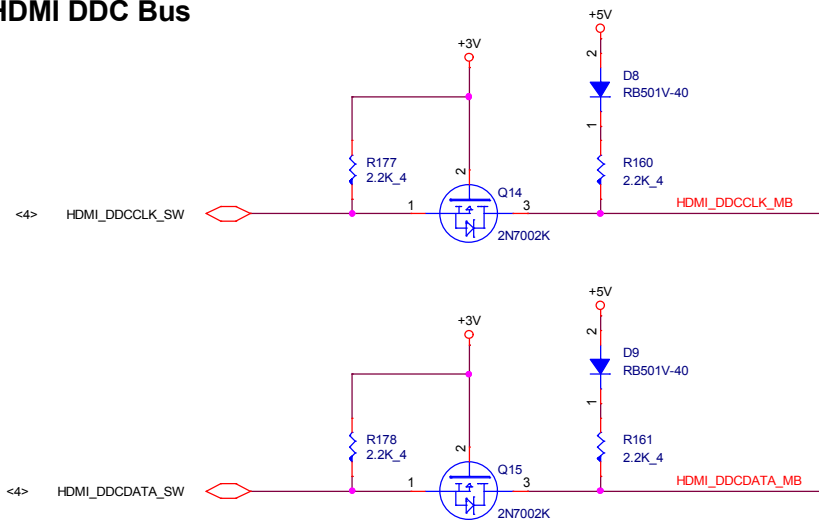 HDMI DDC Bus
+5V
+3V
2
D8
RB501V-40
1
R177
2.2K_4
2
R160
2.2K_4
Q14
<4> HDMI_DDCCLK_SW
1
3
HDMI_DDCCLK_MB
2N7002K
+5V
+3V
2
D9
RB501V-40
1
R178
2.2K_4
2
R161
2.2K_4
Q15
<4> HDMI_DDCDATA_SW
1
3
HDMI_DDCDATA_MB
2N7002K